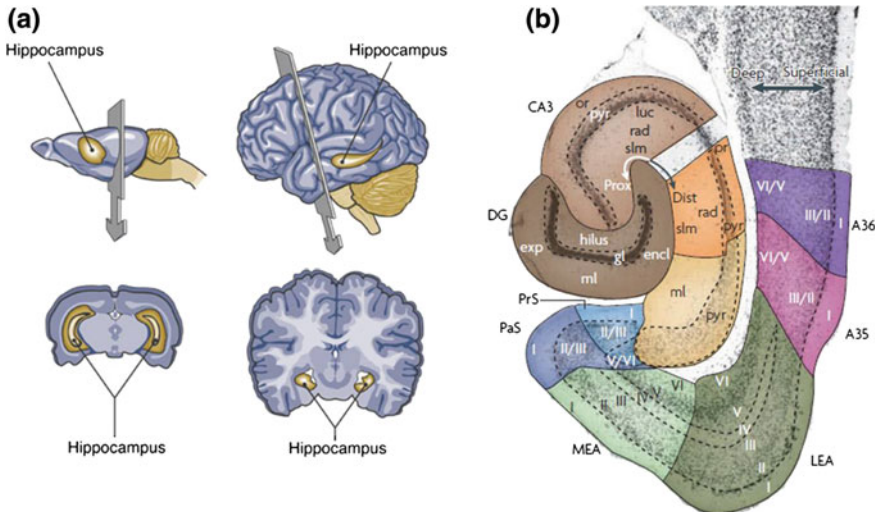 (a)
Hippocampus
Hippocampus
Hippocampus
Hippocampus
(b)
Deep
Superficial
CA3
or
pyr
luc
rad
slm
or
Prox
Dist
rad
slm
pyr
DG
hilus
gl
exp
encl
ml
ml
pyr
VI/V
III/II
I
A36
VI/V
III/II
I
A35
PrS
PaS
I
II/III
I
II/III
V/VI
VI
IV-V
III
II
I
MEA
VI
V
IV
III
II
I
LEA